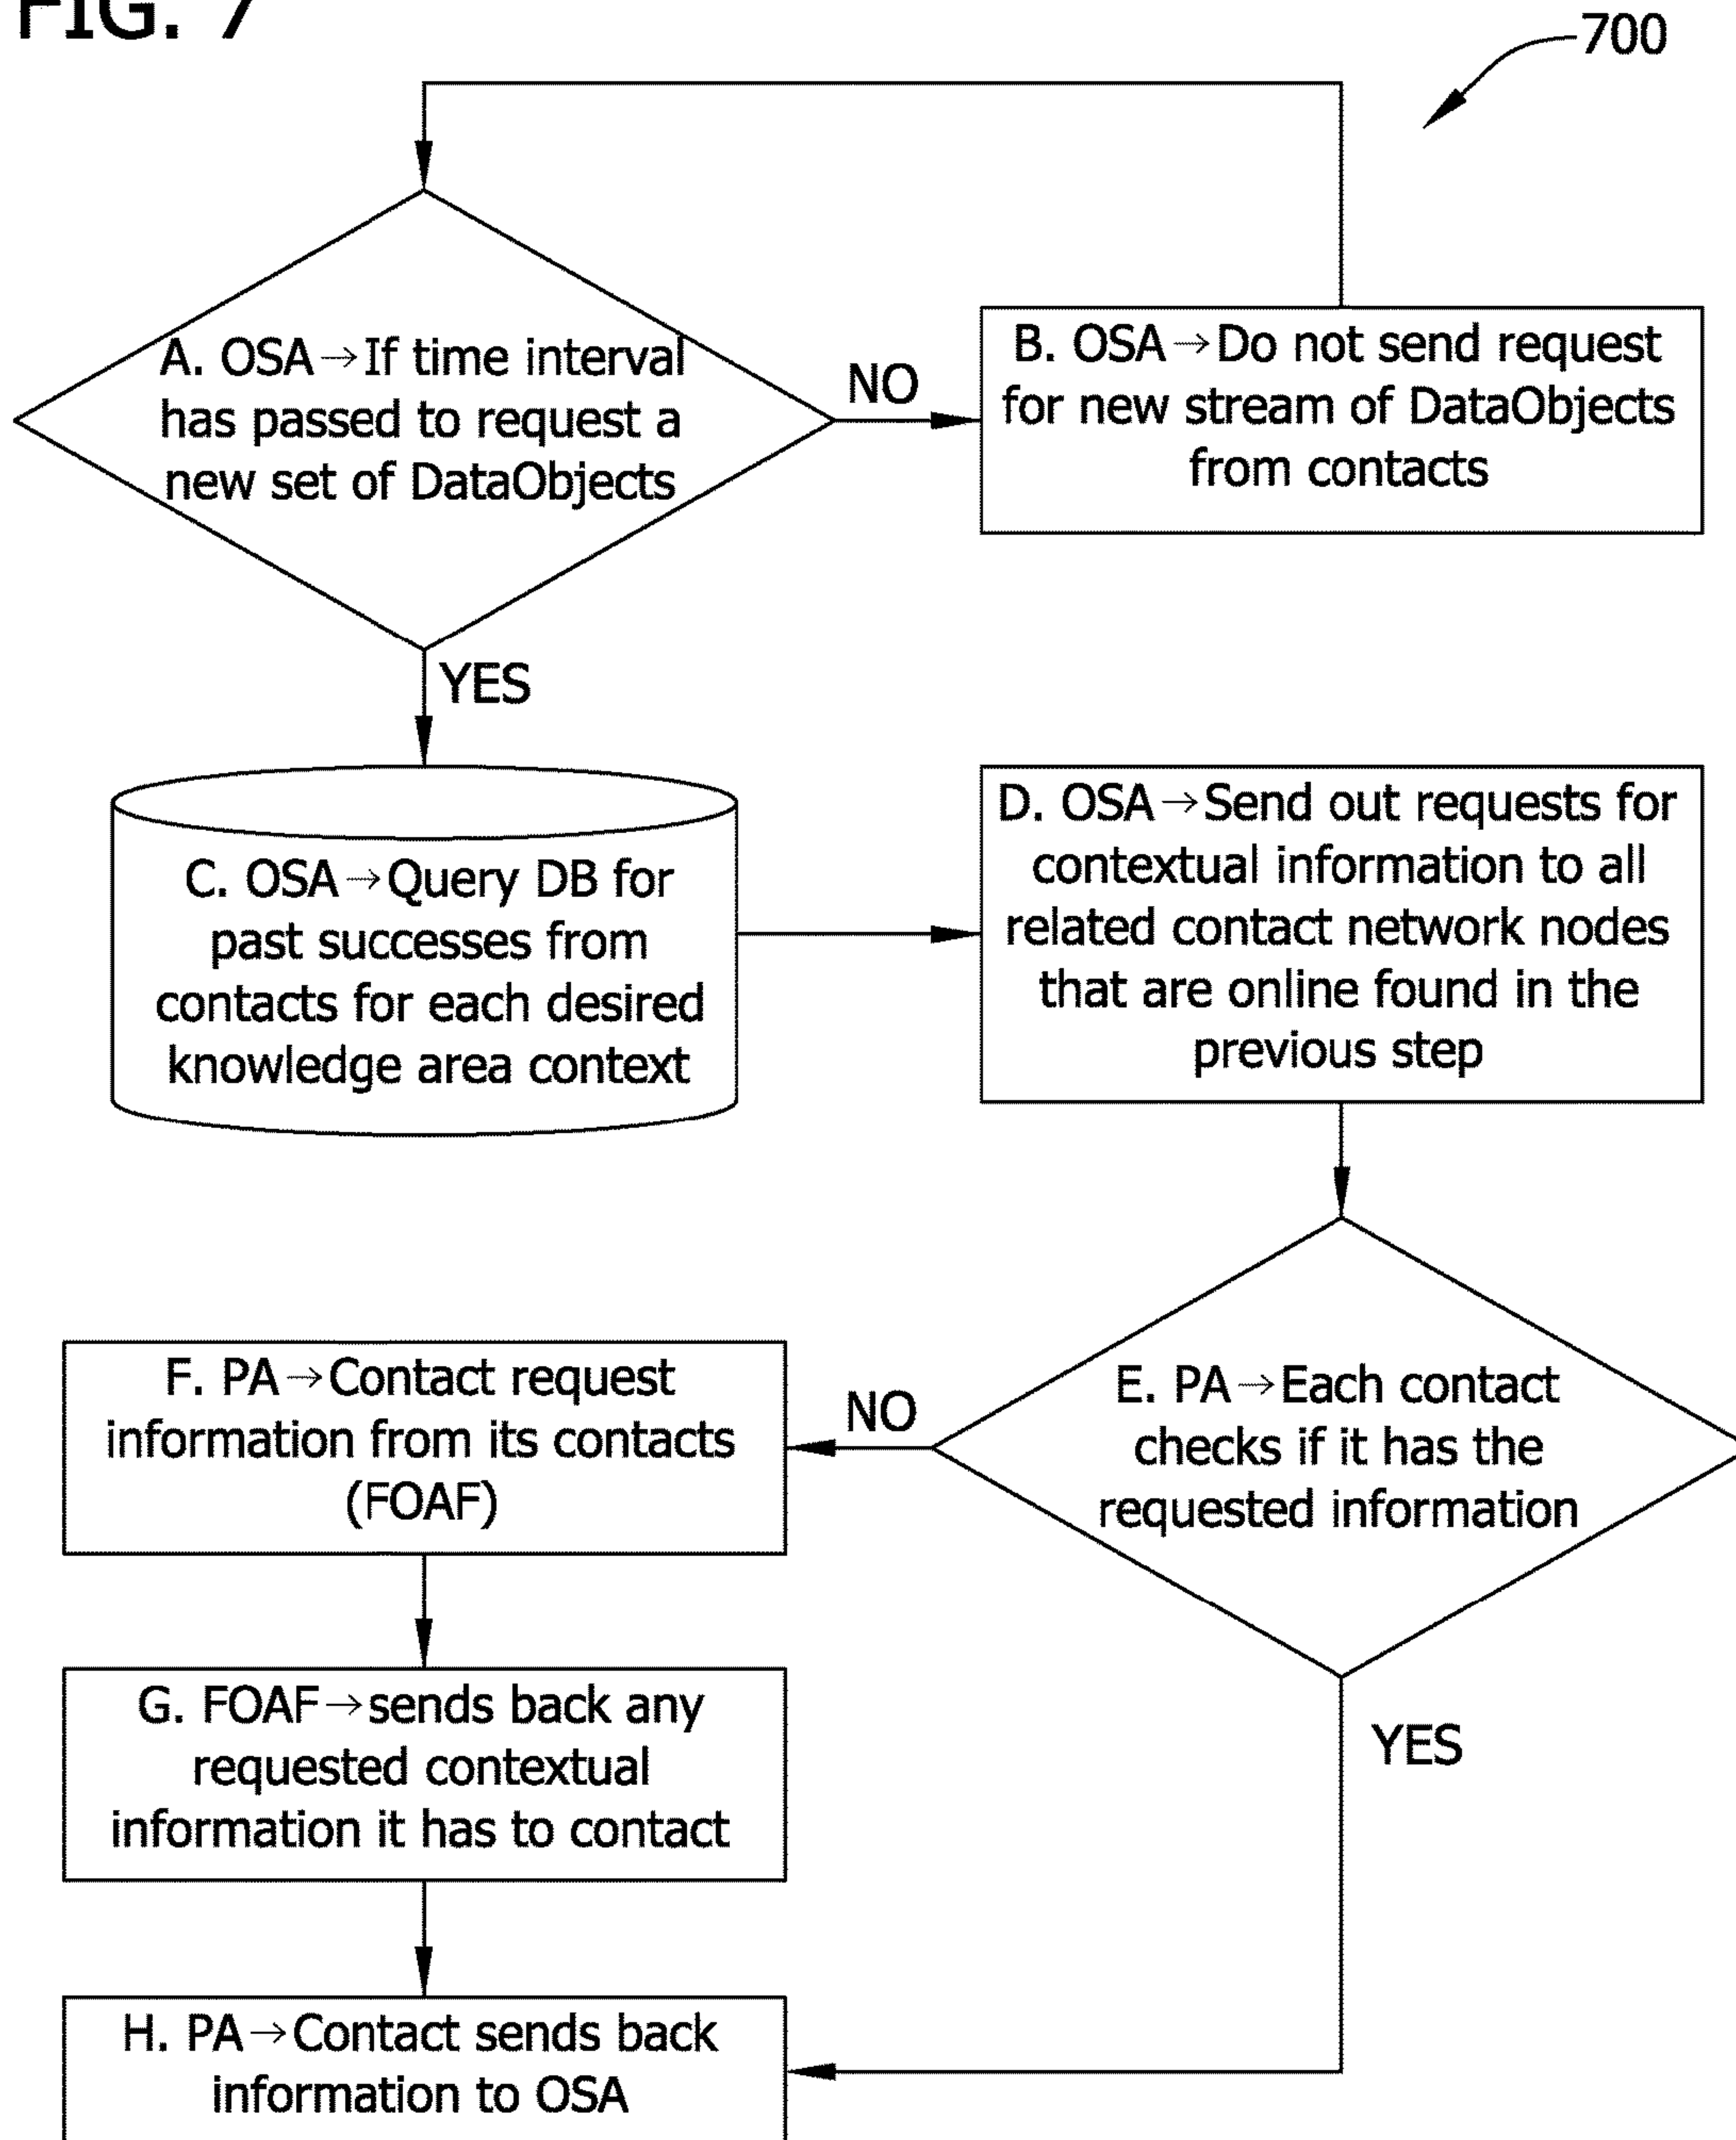 FIG. 7
700
A. OSA→If time interval
has passed to request a
new set of DataObjects
NO
B. OSA→Do not send request
for new stream of DataObjects
from contacts
YES
C. OSA→Query DB for
past successes from
contacts for each desired
knowledge area context
D. OSA→Send out requests for
contextual information to all
related contact network nodes
that are online found in the
previous step
E. PA→Each contact
checks if it has the
requested information
NO
F. PA→Contact request
information from its contacts
(FOAF)
G. FOAF→sends back any
requested contextual
information it has to contact
YES
H. PA→Contact sends back
information to OSA